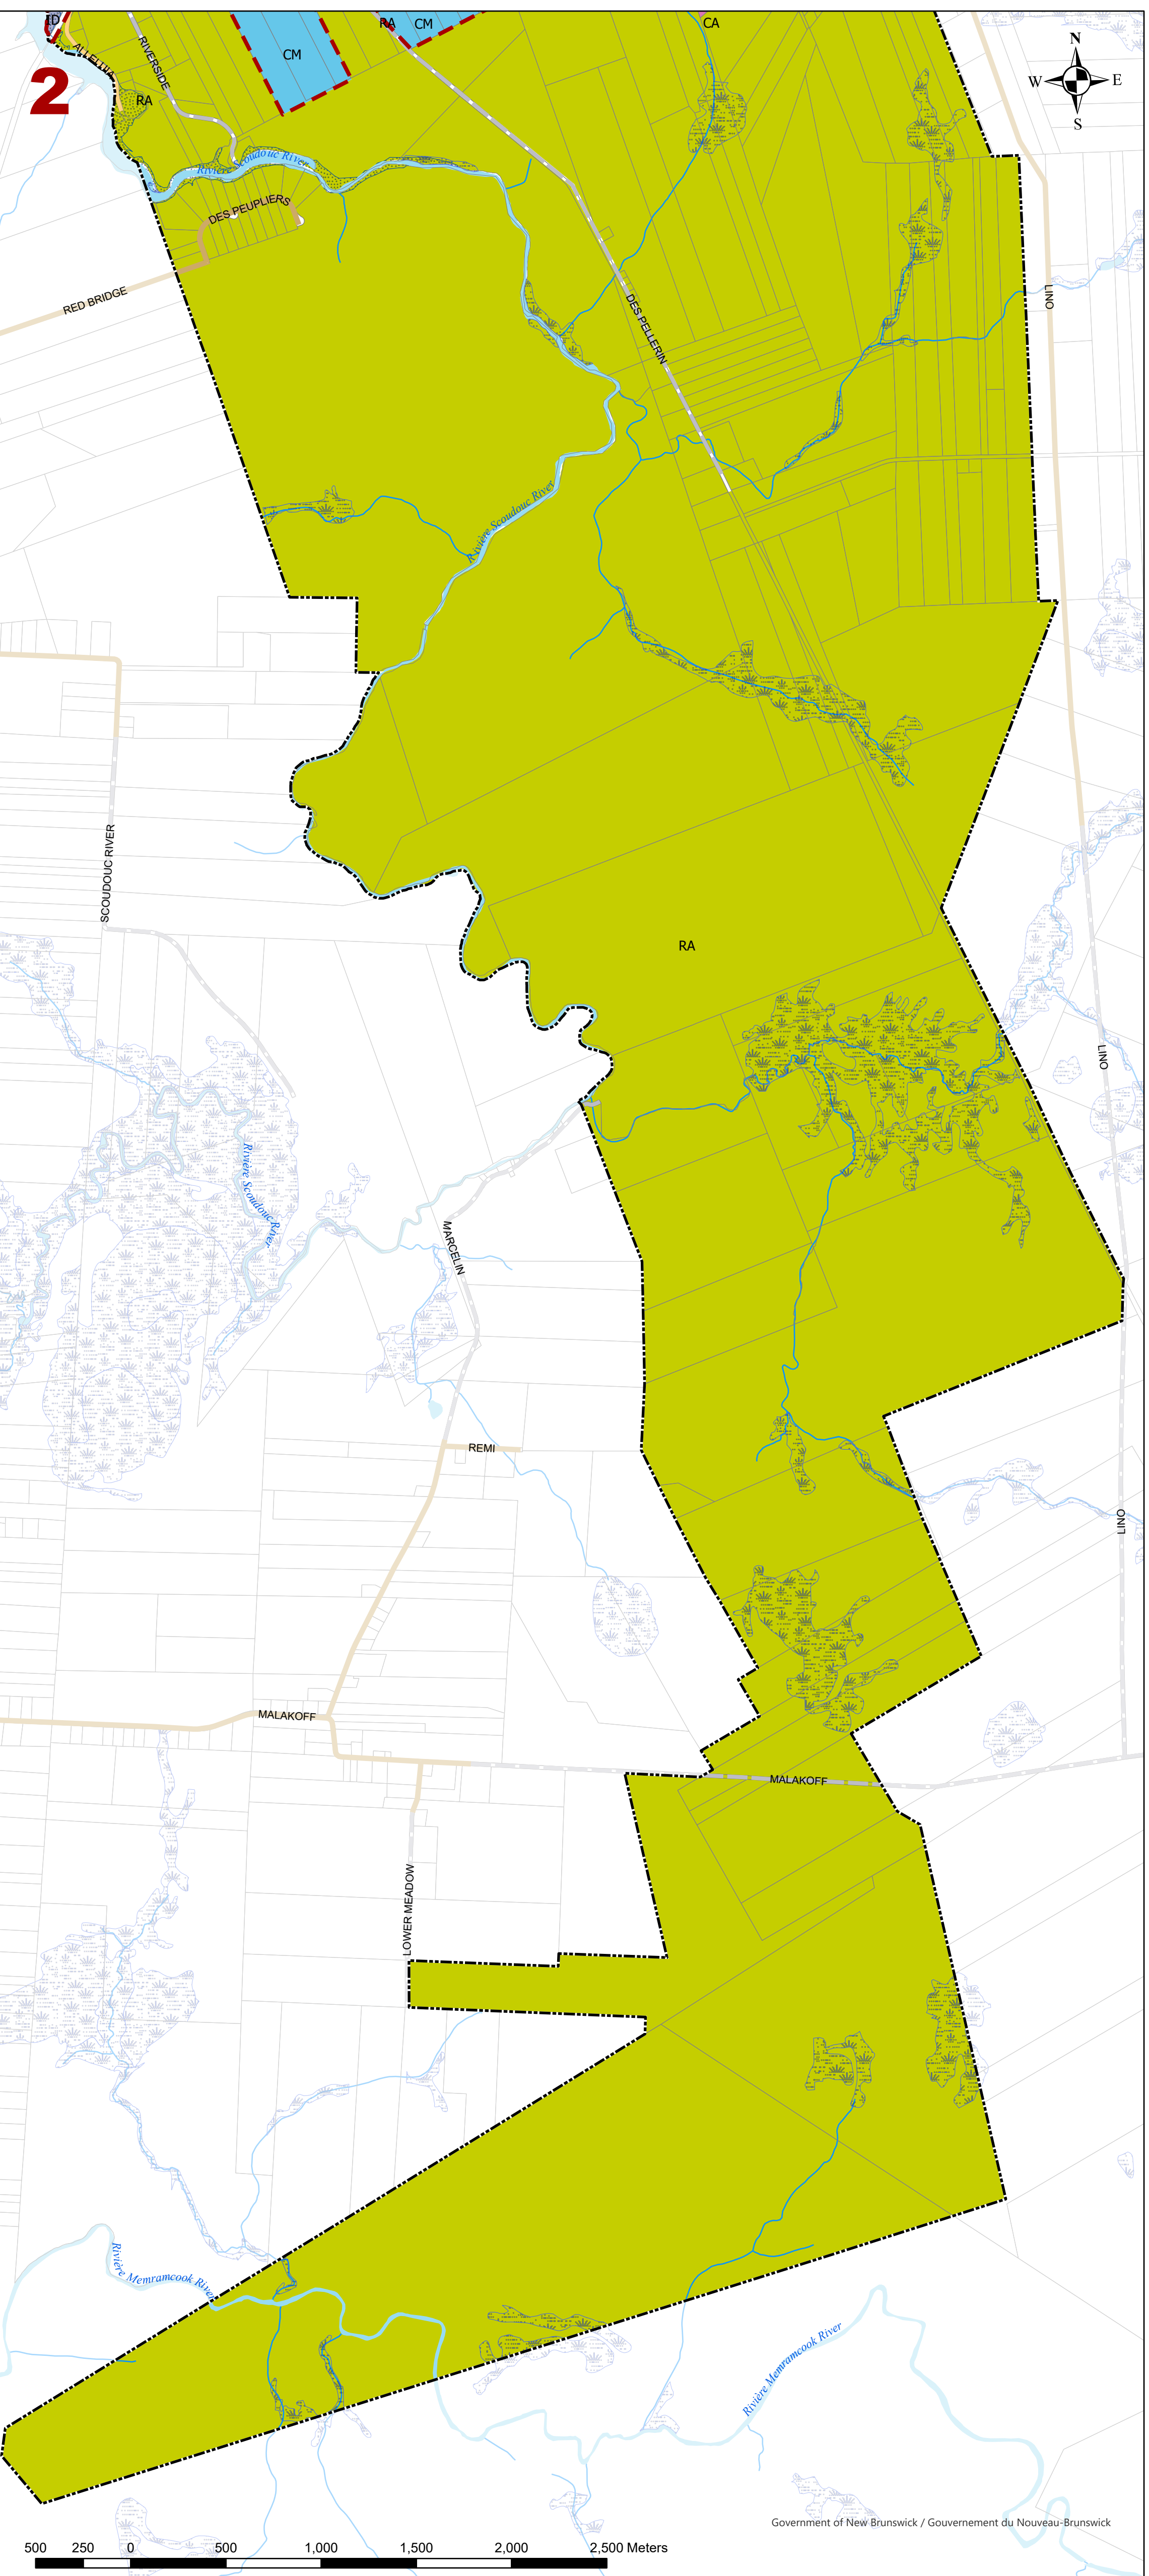 ID
RA
CM
CA
ALLELUIA
RIVERSIDE
CM
N
W E
S
2
RA
Rivière Scoudouc River
DES PEUPLIERS
RED BRIDGE
LINO
DES PELLERIN
Rivière Scoudouc River
SCOUDOUC RIVER
RA
LINO
Rivière Scoudouc River
MARCELIN
REMI
LINO
MALAKOFF
MALAKOFF
LOWER MEADOW
Rivière Memramcook River
Rivière Memramcook River
Government of New Brunswick / Gouvernement du Nouveau-Brunswick
500 250 0 500 1,000 1,500 2,000 2,500 Meters